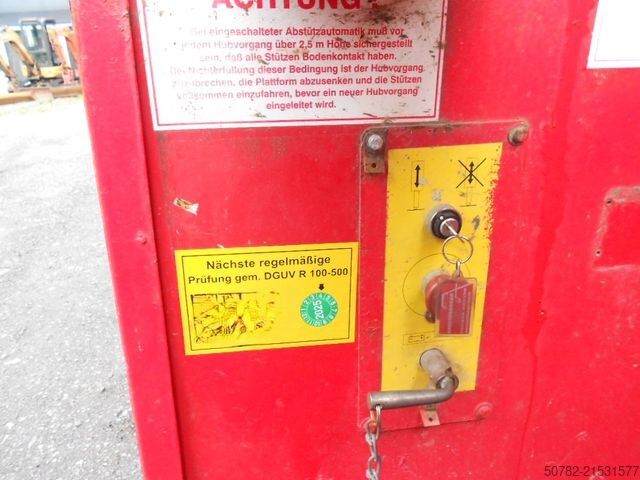 ACHTUNG!
Bei eingeschalteter Abstützautomatik muß vor
jedem Hubvorgang über 2,5 m Höhe sichergestellt
sein, daß alle Stützen Bodenkontakt haben.
Bei Nichterfüllung dieser Bedingung ist der Hubvorgang
abzubrechen, die Plattform abzusenken und die Stützen
vollkommen einzufahren, bevor ein neuer Hubvorgang
eingeleitet wird.
Nächste regelmäßige
Prüfung gem. DGUV R 100-500
2025
50782-21531577